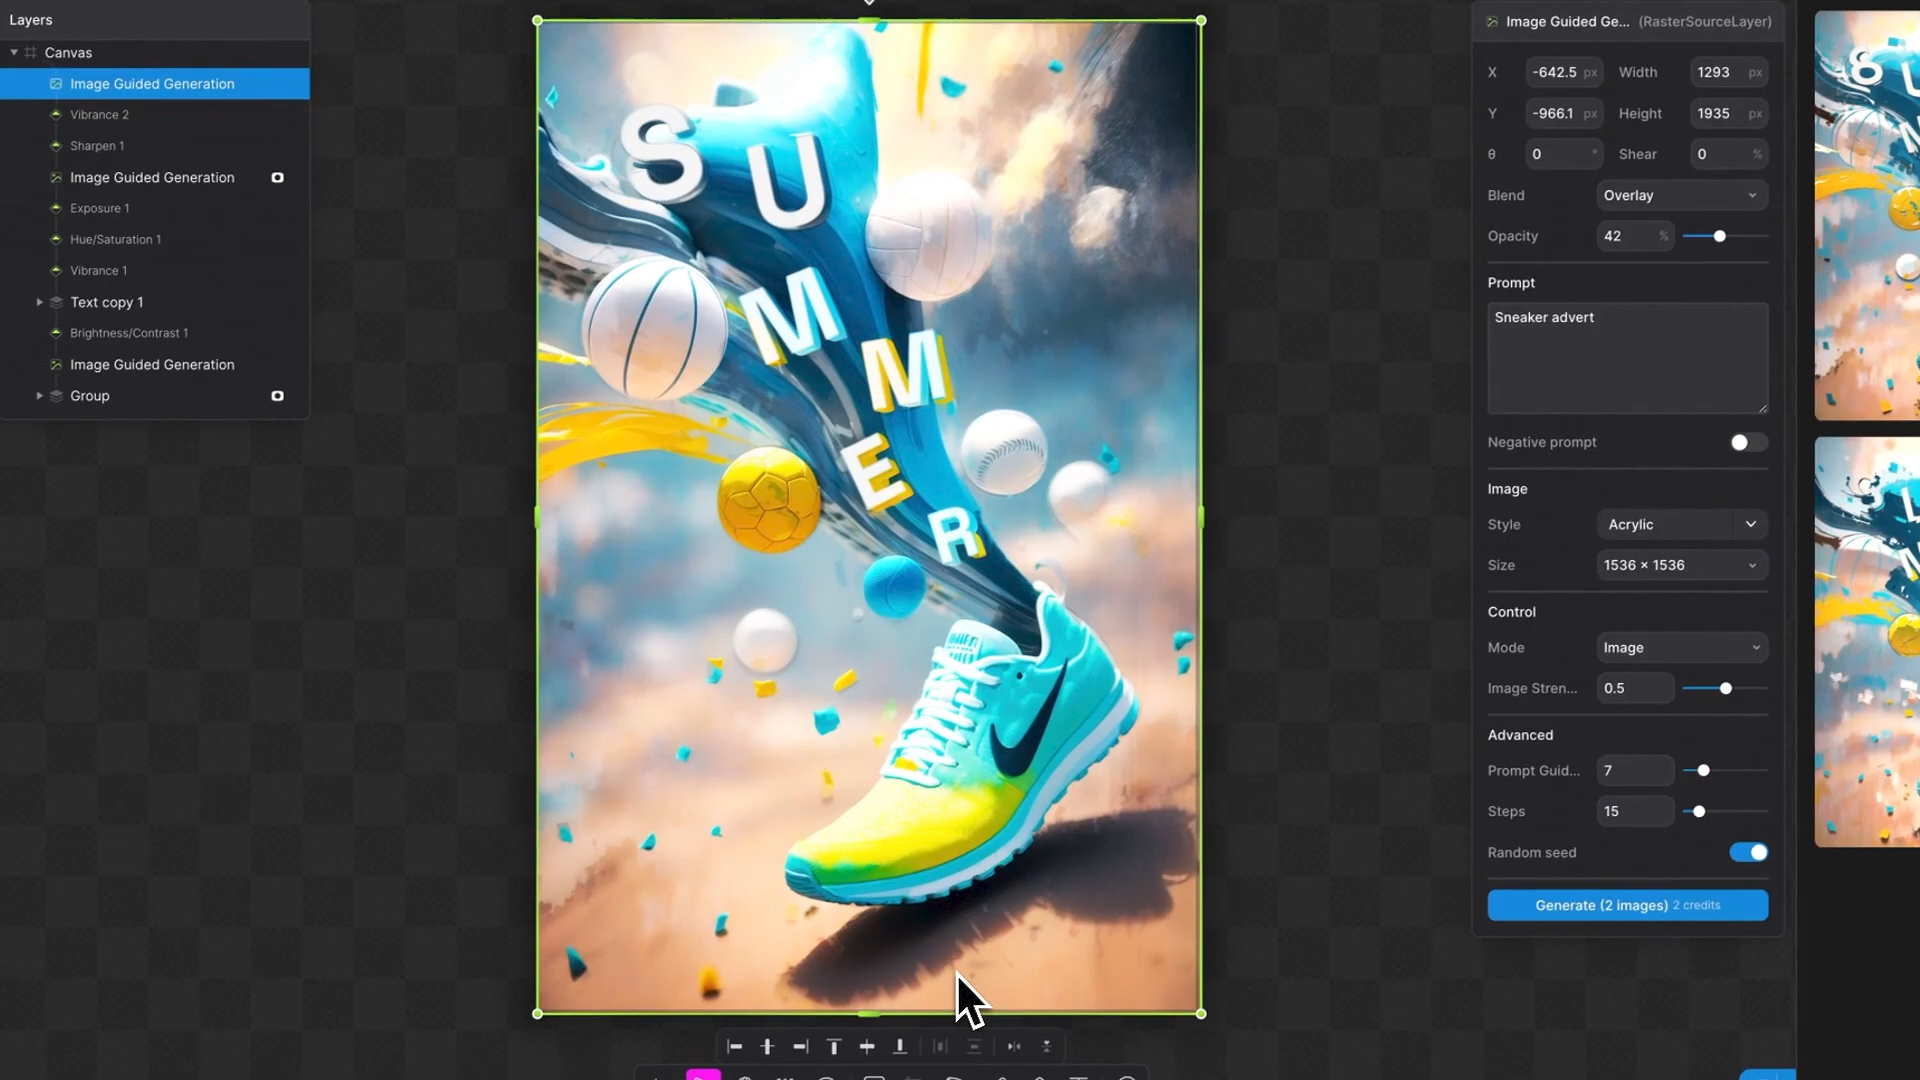 Layers
Canvas
Image Guided Generation
Vibrance 2
Sharpen 1
Image Guided Generation
Exposure 1
Hue/Saturation 1
Vibrance 1
Text copy 1
Brightness/Contrast 1
Image Guided Generation
Group
SUMMER
Image Guided Ge... (RasterSourceLayer)
X -642.5 px Width 1293 px
Y -966.1 px Height 1935 px
θ 0 ° Shear 0 %
Blend Overlay
Opacity 42 %
Prompt
Sneaker advert
Negative prompt
Image
Style Acrylic
Size 1536 × 1536
Control
Mode Image
Image Stren... 0.5
Advanced
Prompt Guid... 7
Steps 15
Random seed
Generate (2 images) 2 credits